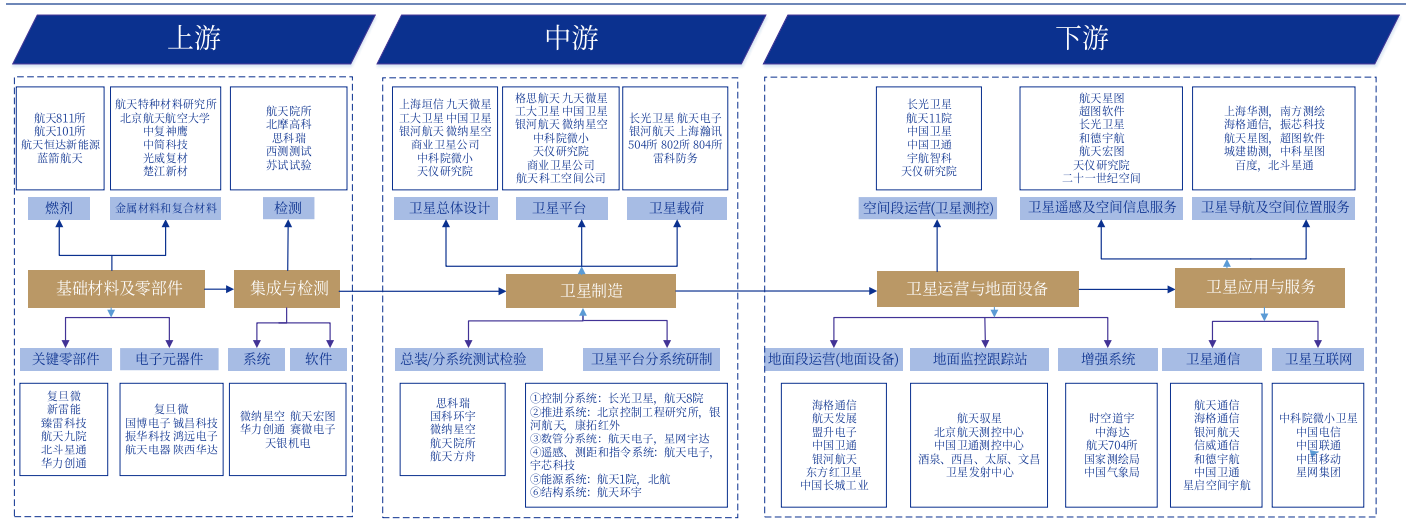 上游
航天811所
航天101所
航天恒达新能源
蓝箭航天
燃剂
航天特种材料研究所
北京航天航空大学
中复神鹰
中简科技
光威复材
楚江新材
金属材料和复合材料
航天院所
北摩高科
思科瑞
西测测试
苏试试验
检测
基础材料及零部件
集成与检测
关键零部件
复旦微
新雷能
臻雷科技
航天九院
北斗星通
华力创通
电子元器件
复旦微
国博电子 铖昌科技
振华科技 鸿远电子
航天电器 陕西华达
系统
软件
微纳星空 航天宏图
华力创通 赛微电子
天银机电
中游
上海垣信 九天微星
工大卫星 中国卫星
银河航天 微纳星空
商业卫星公司
中科院微小
天仪研究院
卫星总体设计
格思航天 九天微星
工大卫星 中国卫星
银河航天 微纳星空
中科院微小
天仪研究院
商业卫星公司
航天科工空间公司
卫星平台
长光卫星 航天电子
银河航天 上海瀚讯
504所 802所 804所
雷科防务
卫星载荷
卫星制造
总装/分系统测试检验
思科瑞
国科环宇
微纳星空
航天院所
航天方舟
卫星平台分系统研制
①控制分系统：长光卫星，航天8院
②推进系统：北京控制工程研究所，银
河航天，康拓红外
③数管分系统：航天电子，星网宇达
④遥感、测距和指令系统：航天电子，
宇芯科技
⑤能源系统：航天1院，北航
⑥结构系统：航天环宇
下游
长光卫星
航天11院
中国卫星
中国卫通
宇航智科
天仪研究院
空间段运营(卫星测控)
航天星图
超图软件
长光卫星
和德宇航
航天宏图
天仪研究院
二十一世纪空间
卫星遥感及空间信息服务
上海华测，南方测绘
海格通信，振芯科技
航天星图，超图软件
城建勘测，中科星图
百度，北斗星通
卫星导航及空间位置服务
卫星运营与地面设备
卫星应用与服务
地面段运营(地面设备)
海格通信
航天发展
盟升电子
中国卫通
银河航天
东方红卫星
中国长城工业
地面监控跟踪站
航天驭星
北京航天测控中心
中国卫通测控中心
酒泉、西昌、太原、文昌
卫星发射中心
增强系统
时空道宇
中海达
航天704所
国家测绘局
中国气象局
卫星通信
航天通信
海格通信
银河航天
信威通信
和德宇航
中国卫通
星启空间宇航
卫星互联网
中科院微小卫星
中国电信
中国联通
中国移动
星网集团